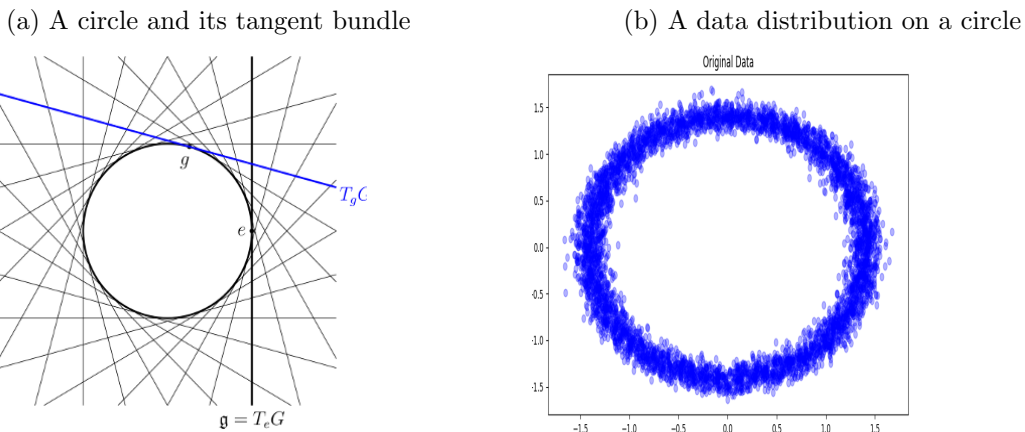 (a) A circle and its tangent bundle
(b) A data distribution on a circle
Original Data
g
T_gG
e
𝔤 = T_eG
1.5
1.0
0.5
0.0
-0.5
-1.0
-1.5
−1.5 −1.0 −0.5 0.0 0.5 1.0 1.5